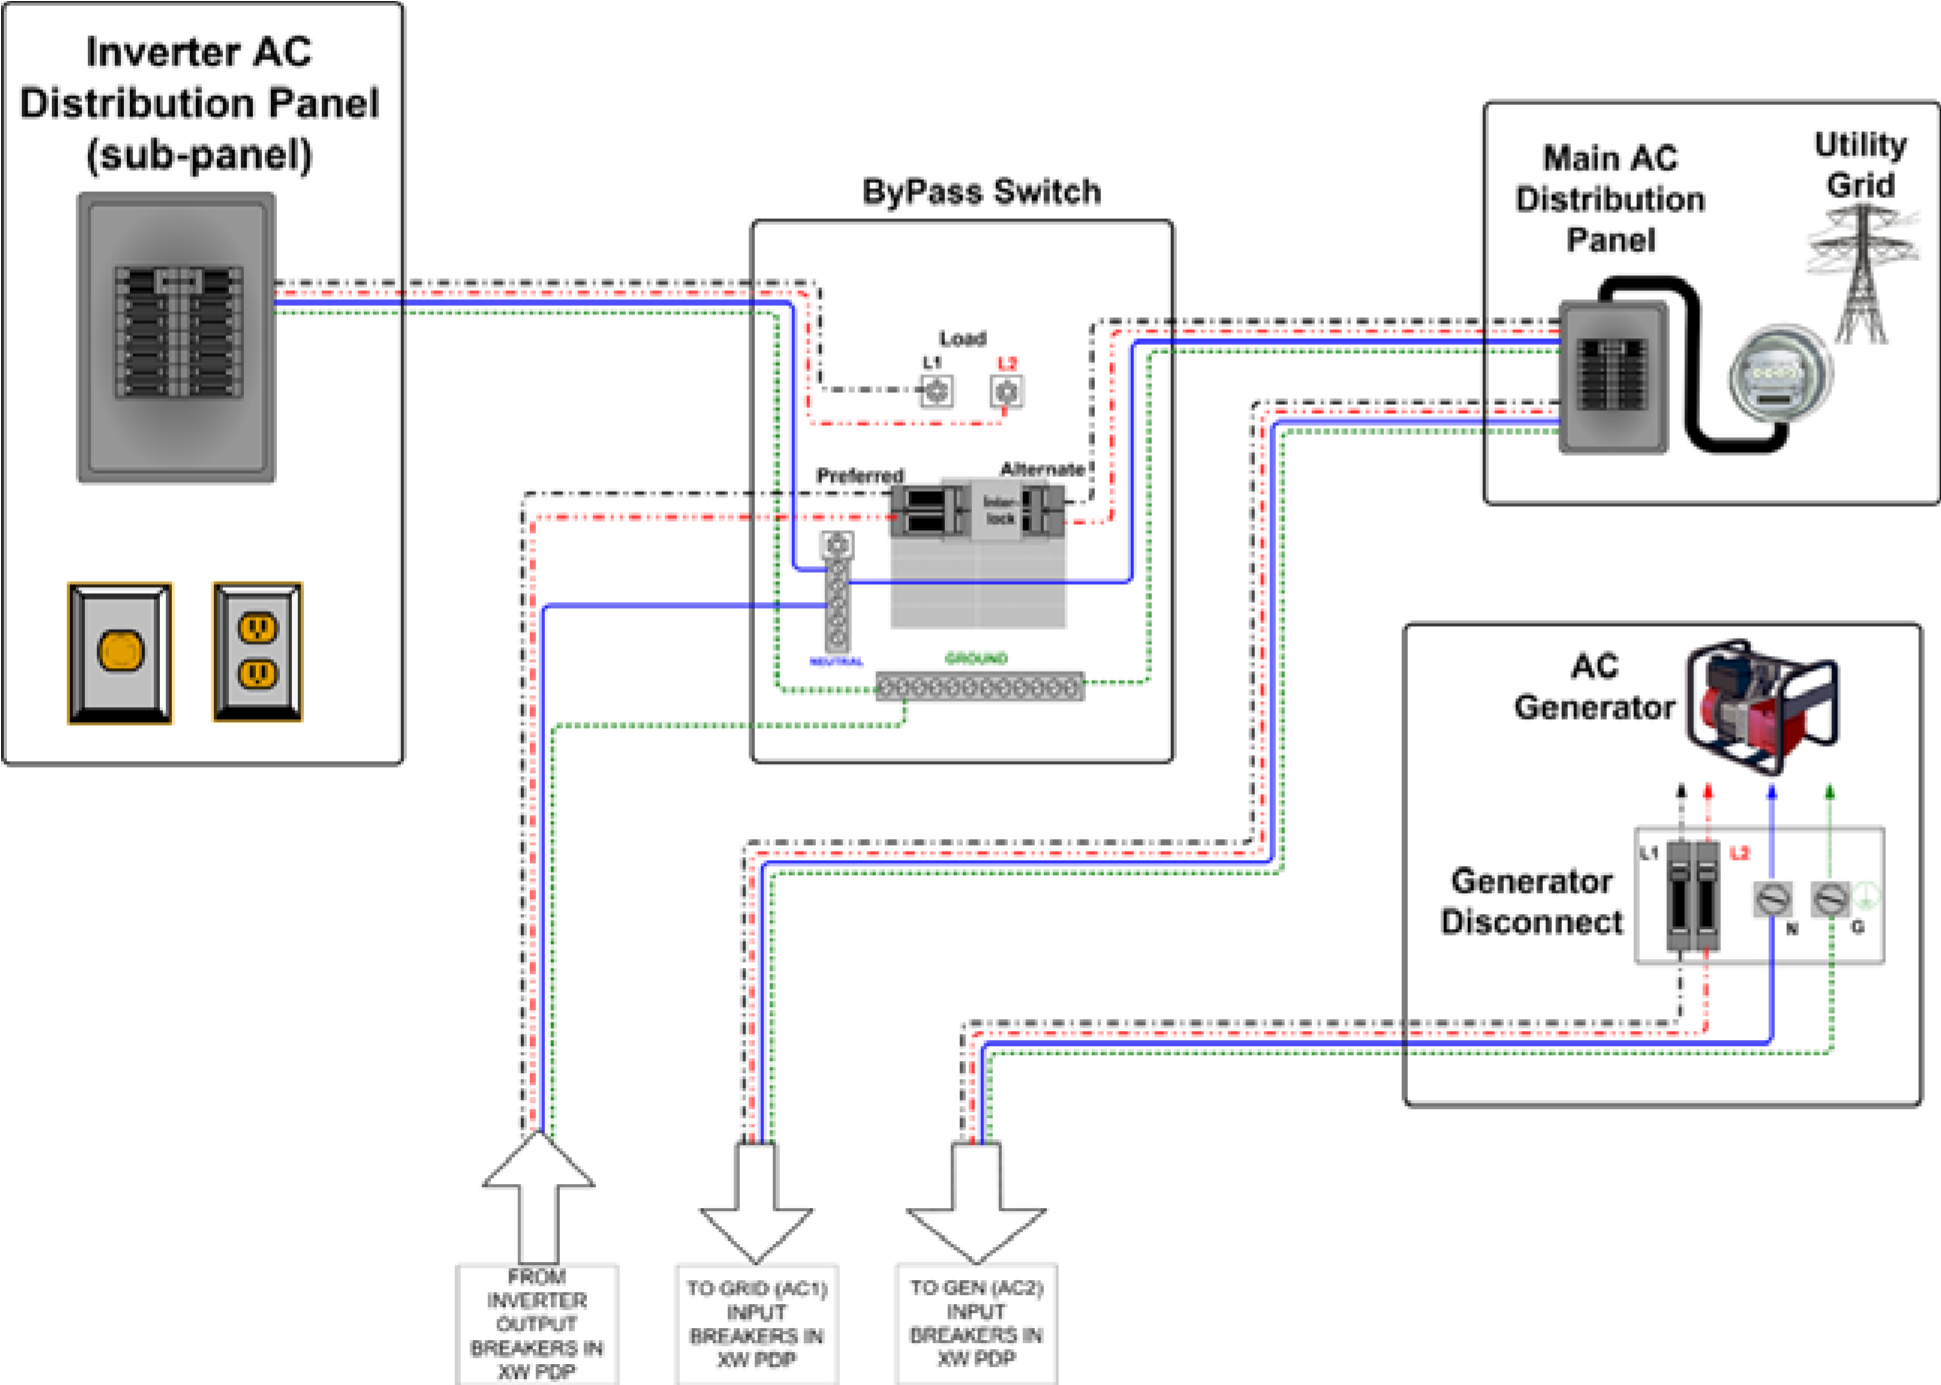 Inverter AC
Distribution Panel
(sub-panel)
ByPass Switch
Load
L1
L2
Preferred
Alternate
Inter-
lock
NEUTRAL
GROUND
Main AC
Distribution
Panel
Utility
Grid
AC
Generator
L1
L2
Generator
Disconnect
N
G
FROM
INVERTER
OUTPUT
BREAKERS IN
XW PDP
TO GRID (AC1)
INPUT
BREAKERS IN
XW PDP
TO GEN (AC2)
INPUT
BREAKERS IN
XW PDP